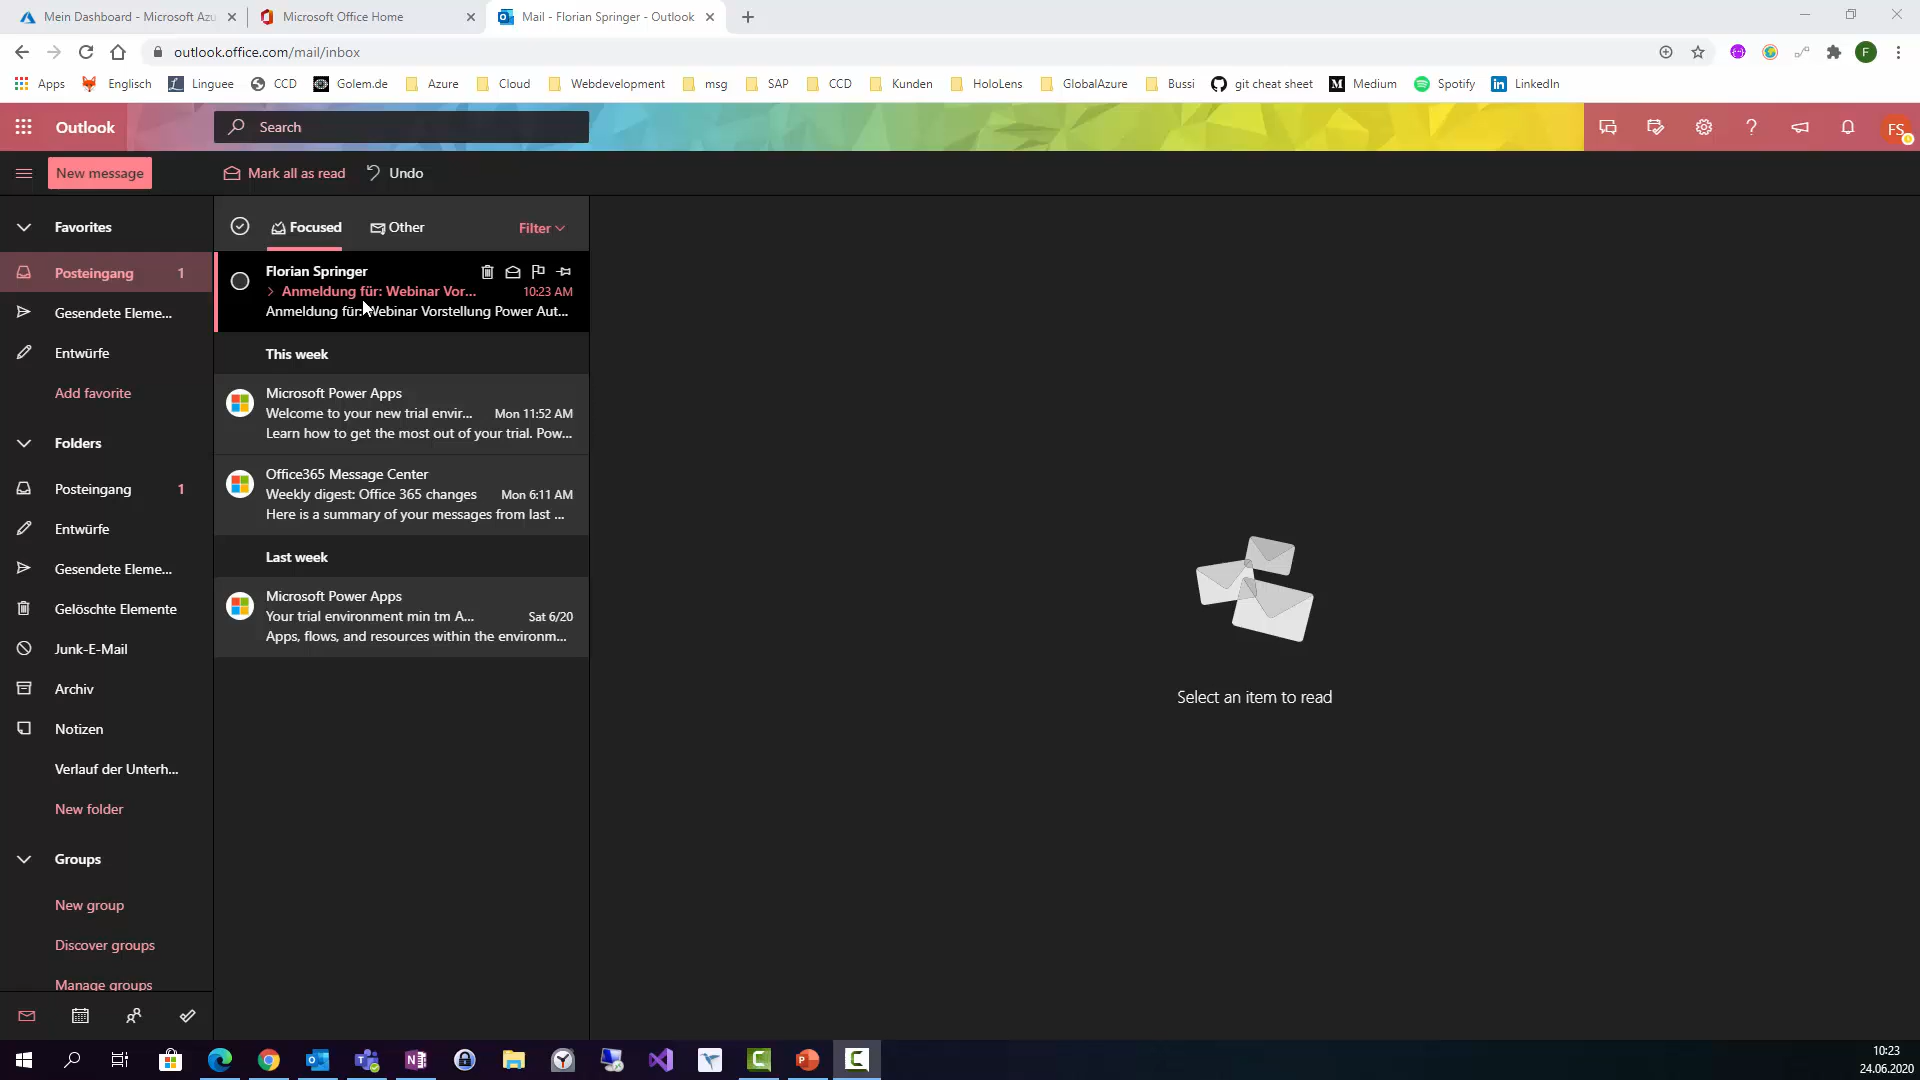 Mein Dashboard - Microsoft Azu
Microsoft Office Home
Mail - Florian Springer - Outlook
outlook.office.com/mail/inbox
F
Apps
Englisch
Linguee
CCD
Golem.de
Azure
Cloud
Webdevelopment
msg
SAP
CCD
Kunden
HoloLens
GlobalAzure
Bussi
git cheat sheet
Medium
Spotify
LinkedIn
Outlook
Search
FS
New message
Mark all as read
Undo
Favorites
Posteingang 1
Gesendete Eleme...
Entwürfe
Add favorite
Folders
Posteingang 1
Entwürfe
Gesendete Eleme...
Gelöschte Elemente
Junk-E-Mail
Archiv
Notizen
Verlauf der Unterh...
New folder
Groups
New group
Discover groups
Manage groups
Focused
Other
Filter
Florian Springer
Anmeldung für: Webinar Vor... 10:23 AM
Anmeldung für: Webinar Vorstellung Power Aut...
This week
Microsoft Power Apps
Welcome to your new trial envir... Mon 11:52 AM
Learn how to get the most out of your trial. Pow...
Office365 Message Center
Weekly digest: Office 365 changes Mon 6:11 AM
Here is a summary of your messages from last ...
Last week
Microsoft Power Apps
Your trial environment min tm A... Sat 6/20
Apps, flows, and resources within the environm...
Select an item to read
10:23
24.06.2020